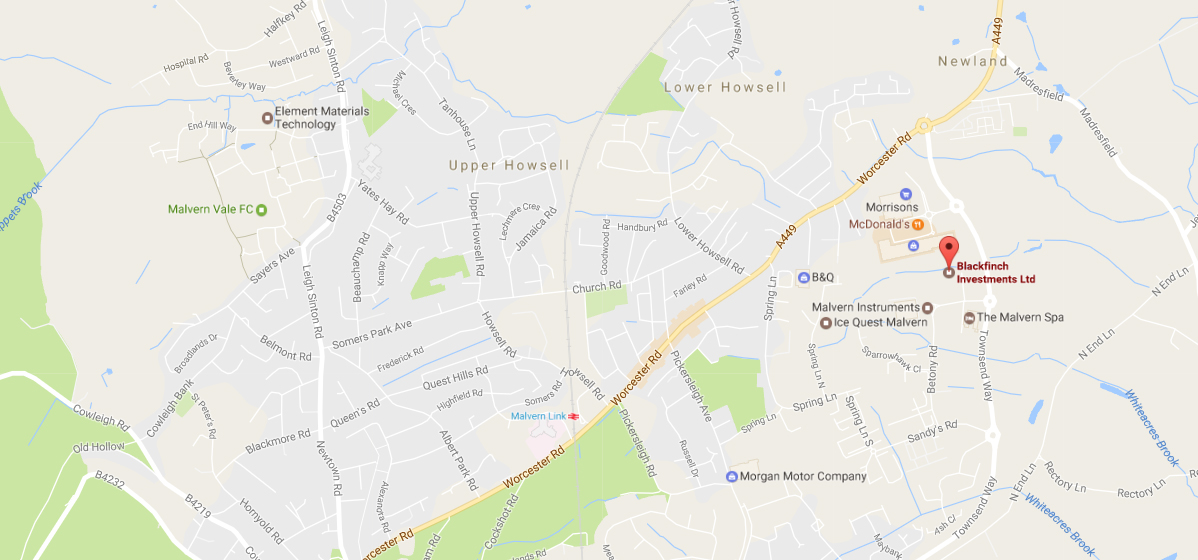 Halfkey Rd
Leigh Sinton Rd
Westward Rd
Hospital Rd
Beverley Way
Michael Cres
Tanhouse Ln
Element Materials
Technology
End Hill Way
Upper Howsell
Lower Howsell
Newland
A449
Madresfield
Madresfield
Worcester Rd
Yates Hay Rd
B4503
Malvern Vale FC
Lechmere Cres
Jamaica Rd
Upper Howsell Rd
Goodwood Rd
Handbury Rd
Lower Howsell Rd
A449
Morrisons
McDonald's
Blackfinch
Investments Ltd
Sayers Ave
Beauchamp Rd
Knapp Way
Leigh Sinton Rd
Church Rd
Farley Rd
Spring Ln
B&Q
Malvern Instruments
Ice Quest Malvern
The Malvern Spa
N End Ln
N End Ln
Townsend Way
Somers Park Ave
Howsell Rd
Broadlands Dr
Belmont Rd
Frederick Rd
Quest Hills Rd
Highfield Rd
Somers Rd
Howsell Rd
Worcester Rd
Pickersleigh Ave
Spring Ln N
Sparrowhawk Cl
Betony Rd
Cowleigh Bank
St Peter's Rd
Queen's Rd
Cowleigh Rd
Blackmore Rd
Malvern Link
Spring Ln
Spring Ln
Spring Ln S
Sandy's Rd
Whiteacres Brook
Old Hollow
Newtown Rd
Albert Park Rd
Worcester Rd
Pickersleigh Rd
Russell Dr
Morgan Motor Company
B4232
B4219
Hornyold Rd
Alexandra Rd
Cockshot Rd
Rectory Ln
Rectory Ln
N End Ln
Townsend Way
Ash Cl
Whiteacres Brook